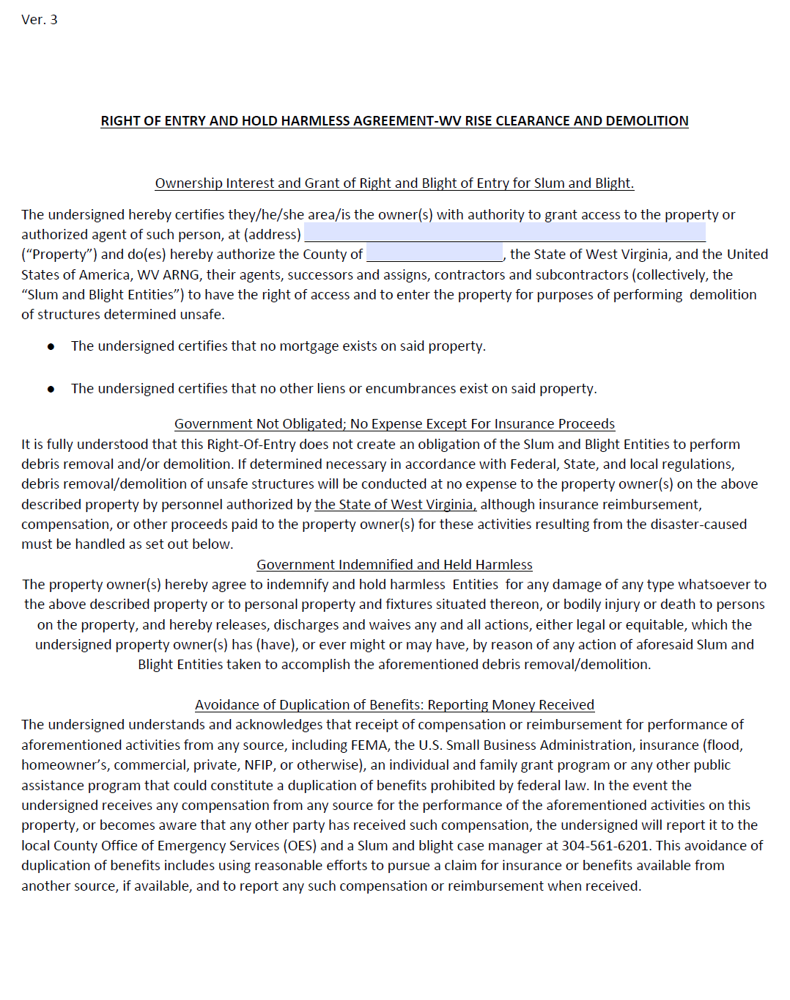 Ver. 3
RIGHT OF ENTRY AND HOLD HARMLESS AGREEMENT-WV RISE CLEARANCE AND DEMOLITION
Ownership Interest and Grant of Right and Blight of Entry for Slum and Blight.
The undersigned hereby certifies they/he/she area/is the owner(s) with authority to grant access to the property or
authorized agent of such person, at (address)
(“Property”) and do(es) hereby authorize the County of , the State of West Virginia, and the United
States of America, WV ARNG, their agents, successors and assigns, contractors and subcontractors (collectively, the
“Slum and Blight Entities”) to have the right of access and to enter the property for purposes of performing demolition
of structures determined unsafe.
● The undersigned certifies that no mortgage exists on said property.
● The undersigned certifies that no other liens or encumbrances exist on said property.
Government Not Obligated; No Expense Except For Insurance Proceeds
It is fully understood that this Right-Of-Entry does not create an obligation of the Slum and Blight Entities to perform
debris removal and/or demolition. If determined necessary in accordance with Federal, State, and local regulations,
debris removal/demolition of unsafe structures will be conducted at no expense to the property owner(s) on the above
described property by personnel authorized by the State of West Virginia, although insurance reimbursement,
compensation, or other proceeds paid to the property owner(s) for these activities resulting from the disaster-caused
must be handled as set out below.
Government Indemnified and Held Harmless
The property owner(s) hereby agree to indemnify and hold harmless Entities for any damage of any type whatsoever to
the above described property or to personal property and fixtures situated thereon, or bodily injury or death to persons
on the property, and hereby releases, discharges and waives any and all actions, either legal or equitable, which the
undersigned property owner(s) has (have), or ever might or may have, by reason of any action of aforesaid Slum and
Blight Entities taken to accomplish the aforementioned debris removal/demolition.
Avoidance of Duplication of Benefits: Reporting Money Received
The undersigned understands and acknowledges that receipt of compensation or reimbursement for performance of
aforementioned activities from any source, including FEMA, the U.S. Small Business Administration, insurance (flood,
homeowner’s, commercial, private, NFIP, or otherwise), an individual and family grant program or any other public
assistance program that could constitute a duplication of benefits prohibited by federal law. In the event the
undersigned receives any compensation from any source for the performance of the aforementioned activities on this
property, or becomes aware that any other party has received such compensation, the undersigned will report it to the
local County Office of Emergency Services (OES) and a Slum and blight case manager at 304-561-6201. This avoidance of
duplication of benefits includes using reasonable efforts to pursue a claim for insurance or benefits available from
another source, if available, and to report any such compensation or reimbursement when received.